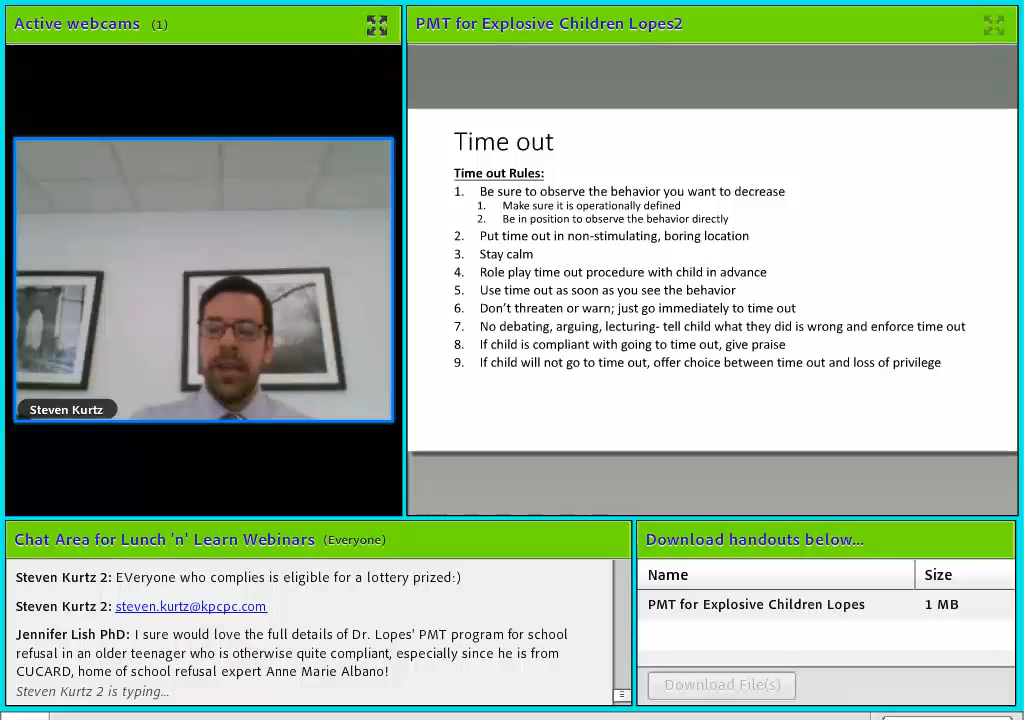 Active webcams (1)
PMT for Explosive Children Lopes2
Steven Kurtz
Time out
Time out Rules:
1. Be sure to observe the behavior you want to decrease
1. Make sure it is operationally defined
2. Be in position to observe the behavior directly
2. Put time out in non-stimulating, boring location
3. Stay calm
4. Role play time out procedure with child in advance
5. Use time out as soon as you see the behavior
6. Don't threaten or warn; just go immediately to time out
7. No debating, arguing, lecturing- tell child what they did is wrong and enforce time out
8. If child is compliant with going to time out, give praise
9. If child will not go to time out, offer choice between time out and loss of privilege
Chat Area for Lunch 'n' Learn Webinars (Everyone)
Steven Kurtz 2: EVeryone who complies is eligible for a lottery prized:)
Steven Kurtz 2: steven.kurtz@kpcpc.com
Jennifer Lish PhD: I sure would love the full details of Dr. Lopes' PMT program for school
refusal in an older teenager who is otherwise quite compliant, especially since he is from
CUCARD, home of school refusal expert Anne Marie Albano!
Steven Kurtz 2 is typing...
Download handouts below...
Name Size
PMT for Explosive Children Lopes 1 MB
Download File(s)